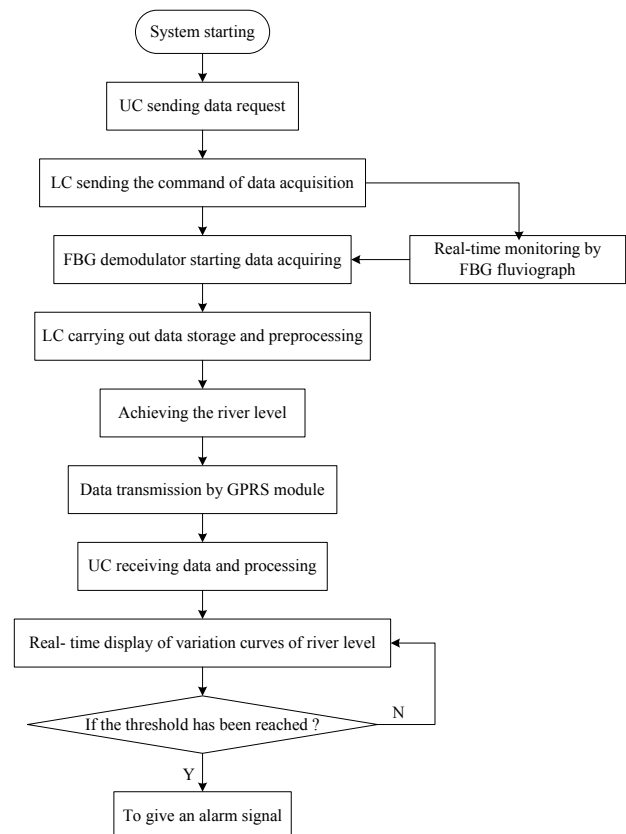 System starting
UC sending data request
LC sending the command of data acquisition
FBG demodulator starting data acquiring
Real-time monitoring by
FBG fluviograph
LC carrying out data storage and preprocessing
Achieving the river level
Data transmission by GPRS module
UC receiving data and processing
Real- time display of variation curves of river level
If the threshold has been reached ?
N
Y
To give an alarm signal